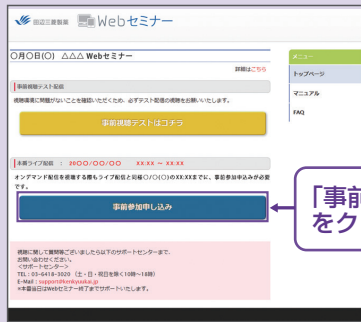 田辺三菱製薬 Webセミナー
〇月〇日(〇) △△△ Webセミナー
詳細はこちら
事前視聴テスト配信
視聴環境に問題がないことを確認いただくため、必ずテスト配信の視聴をお願いいたします。
事前視聴テストはコチラ
本番ライブ配信 : 20〇〇/〇〇/〇〇 XX:XX ～ XX:XX
オンデマンド配信を視聴する際もライブ配信と同様〇/〇(〇)のXX:XXまでに、事前参加申込みが必要
です。
事前参加申し込み
視聴に関して質問等ございましたら以下のサポートセンターまで、
お問い合わせください。
<サポートセンター>
TEL：03-6418-3020 （土・日・祝日を除く10時～18時）
E-Mail：support@kenkyuukai.jp
※本番当日はWebセミナー終了までサポートいたします。
メニュー
トップページ
マニュアル
FAQ
「事前
をク